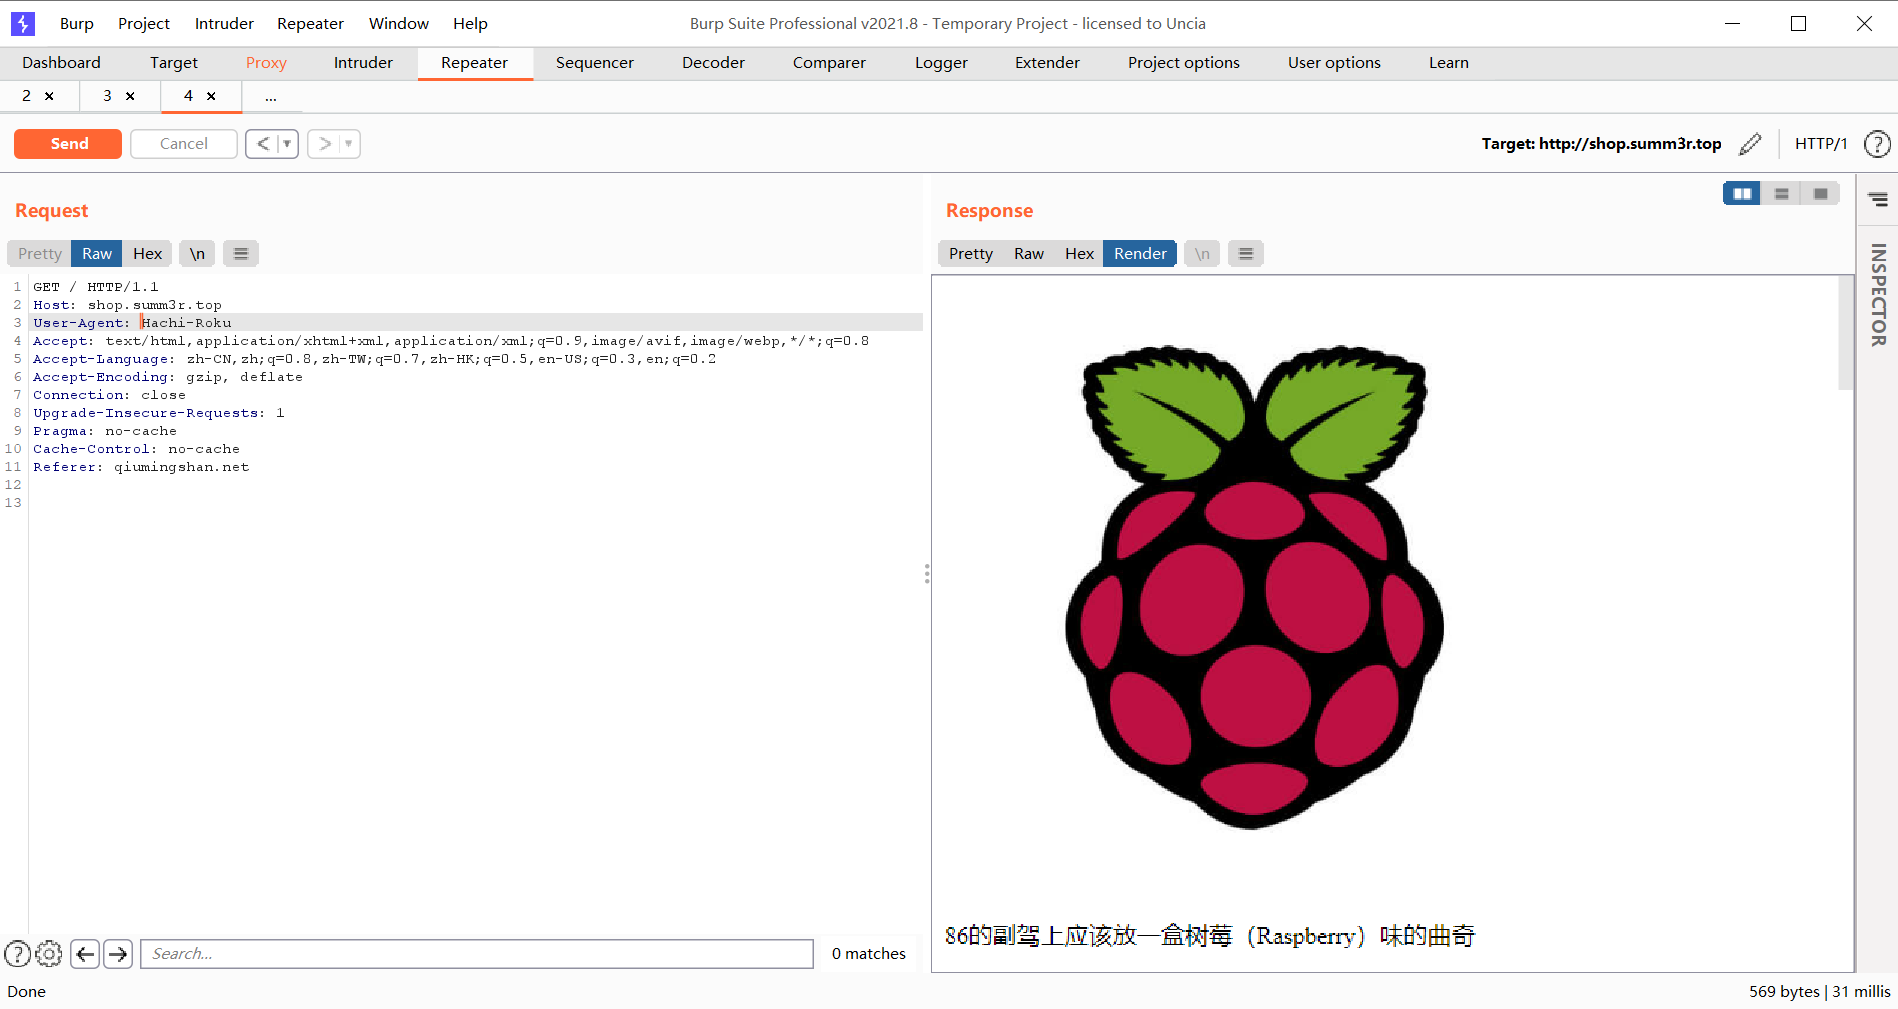 Burp Project Intruder Repeater Window Help Burp Suite Professional v2021.8 - Temporary Project - licensed to Uncia
Dashboard Target Proxy Intruder Repeater Sequencer Decoder Comparer Logger Extender Project options User options Learn
2 × 3 × 4 × ...
Send Cancel < > Target: http://shop.summ3r.top HTTP/1 ?
Request
Pretty Raw Hex \n
1 GET / HTTP/1.1
2 Host: shop.summ3r.top
3 User-Agent: Hachi-Roku
4 Accept: text/html,application/xhtml+xml,application/xml;q=0.9,image/avif,image/webp,*/*;q=0.8
5 Accept-Language: zh-CN,zh;q=0.8,zh-TW;q=0.7,zh-HK;q=0.5,en-US;q=0.3,en;q=0.2
6 Accept-Encoding: gzip, deflate
7 Connection: close
8 Upgrade-Insecure-Requests: 1
9 Pragma: no-cache
10 Cache-Control: no-cache
11 Referer: qiumingshan.net
12
13
? Search... 0 matches
Response
Pretty Raw Hex Render \n
86的副驾上应该放一盒树莓（Raspberry）味的曲奇
INSPECTOR
Done 569 bytes | 31 millis